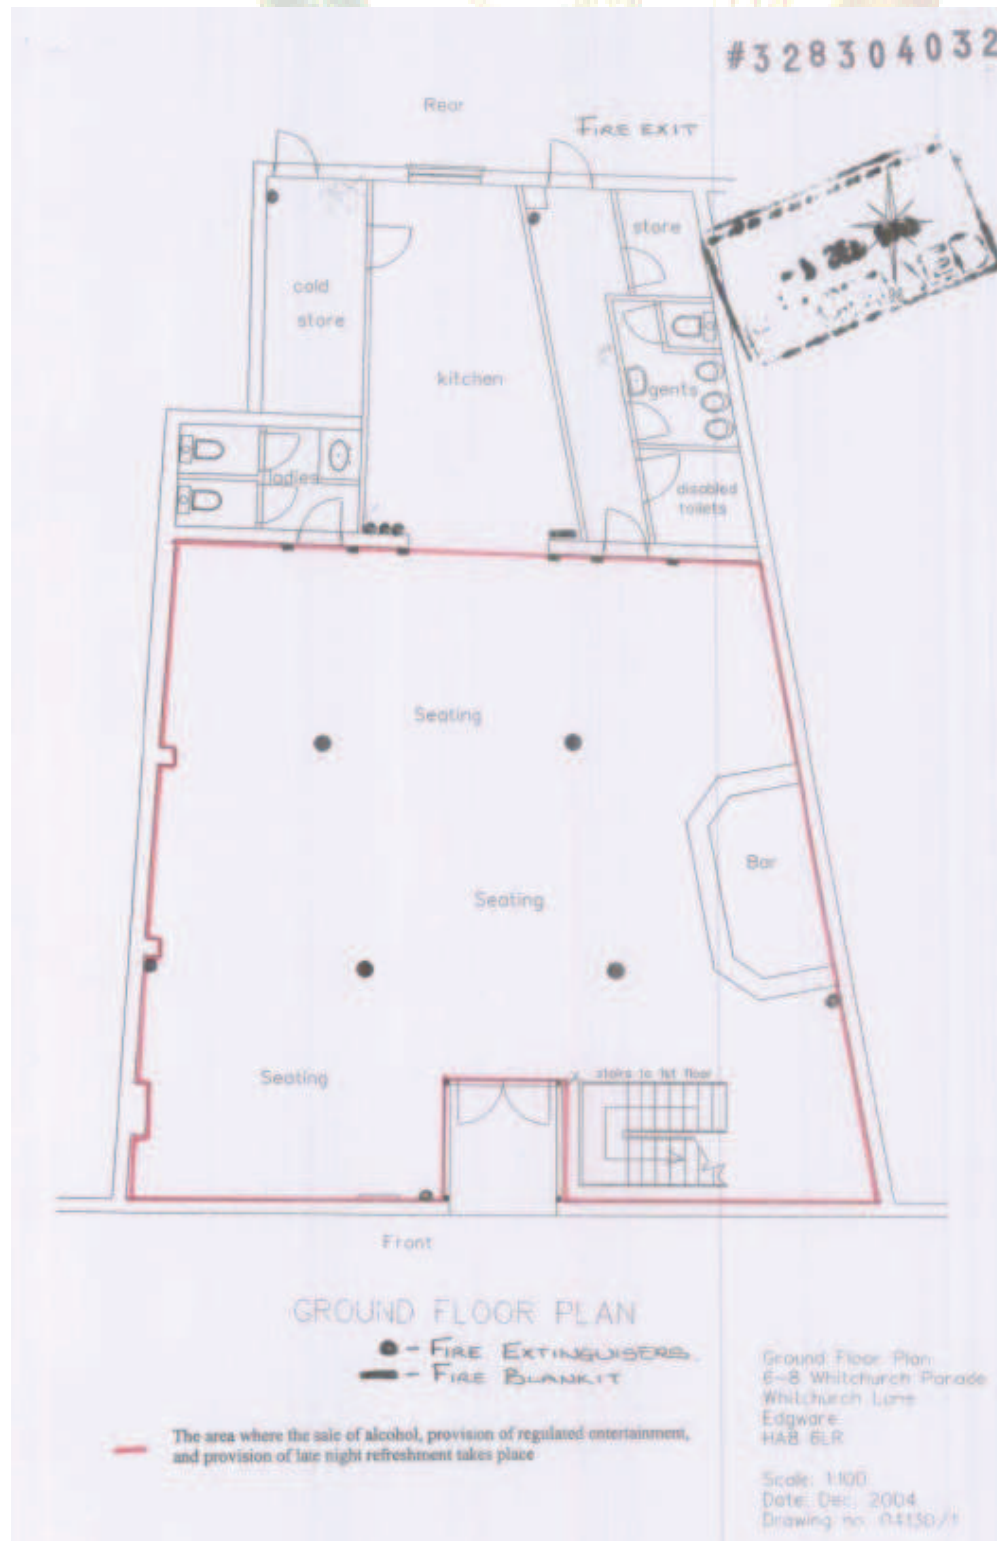 #328304032
Rear
FIRE EXIT
store
cold
store
kitchen
gents
ladies
disabled
toilets
Seating
Bar
Seating
Seating
stairs to 1st floor
Front
GROUND FLOOR PLAN
- FIRE EXTINGUISERS
- FIRE BLANKIT
The area where the sale of alcohol, provision of regulated entertainment,
and provision of late night refreshment takes place
Ground Floor Plan
6-8 Whitchurch Parade
Whitchurch Lane
Edgware
HA8 6LR
Scale: 1:100
Date: Dec. 2004
Drawing no. 04130/1